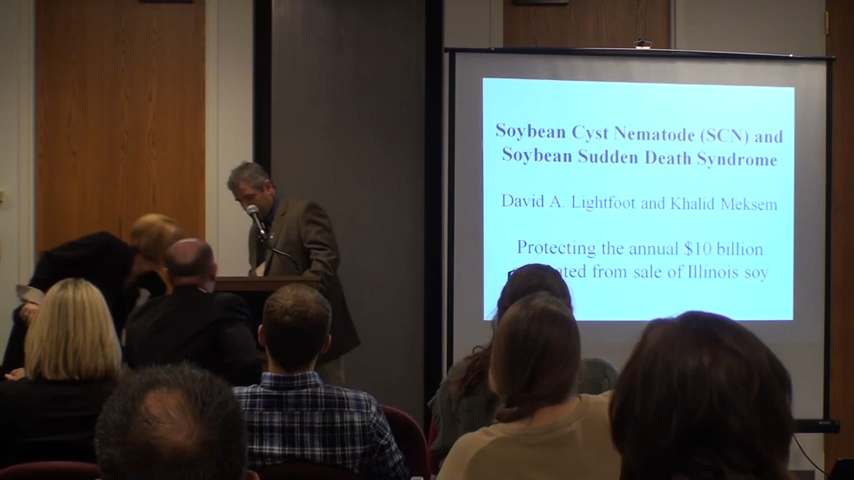 Soybean Cyst Nematode (SCN) and
Soybean Sudden Death Syndrome
David A. Lightfoot and Khalid Meksem
Protecting the annual $10 billion
from sale of Illinois soy